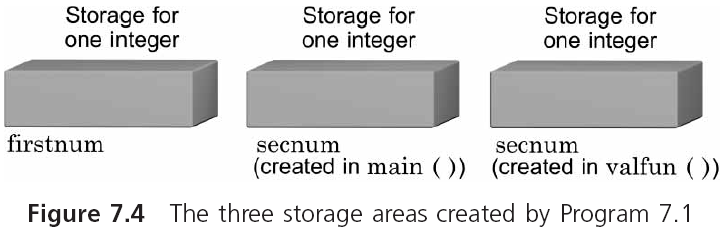 Storage for
one integer
Storage for
one integer
Storage for
one integer
firstnum
secnum
(created in main ( ))
secnum
(created in valfun ( ))
Figure 7.4 The three storage areas created by Program 7.1